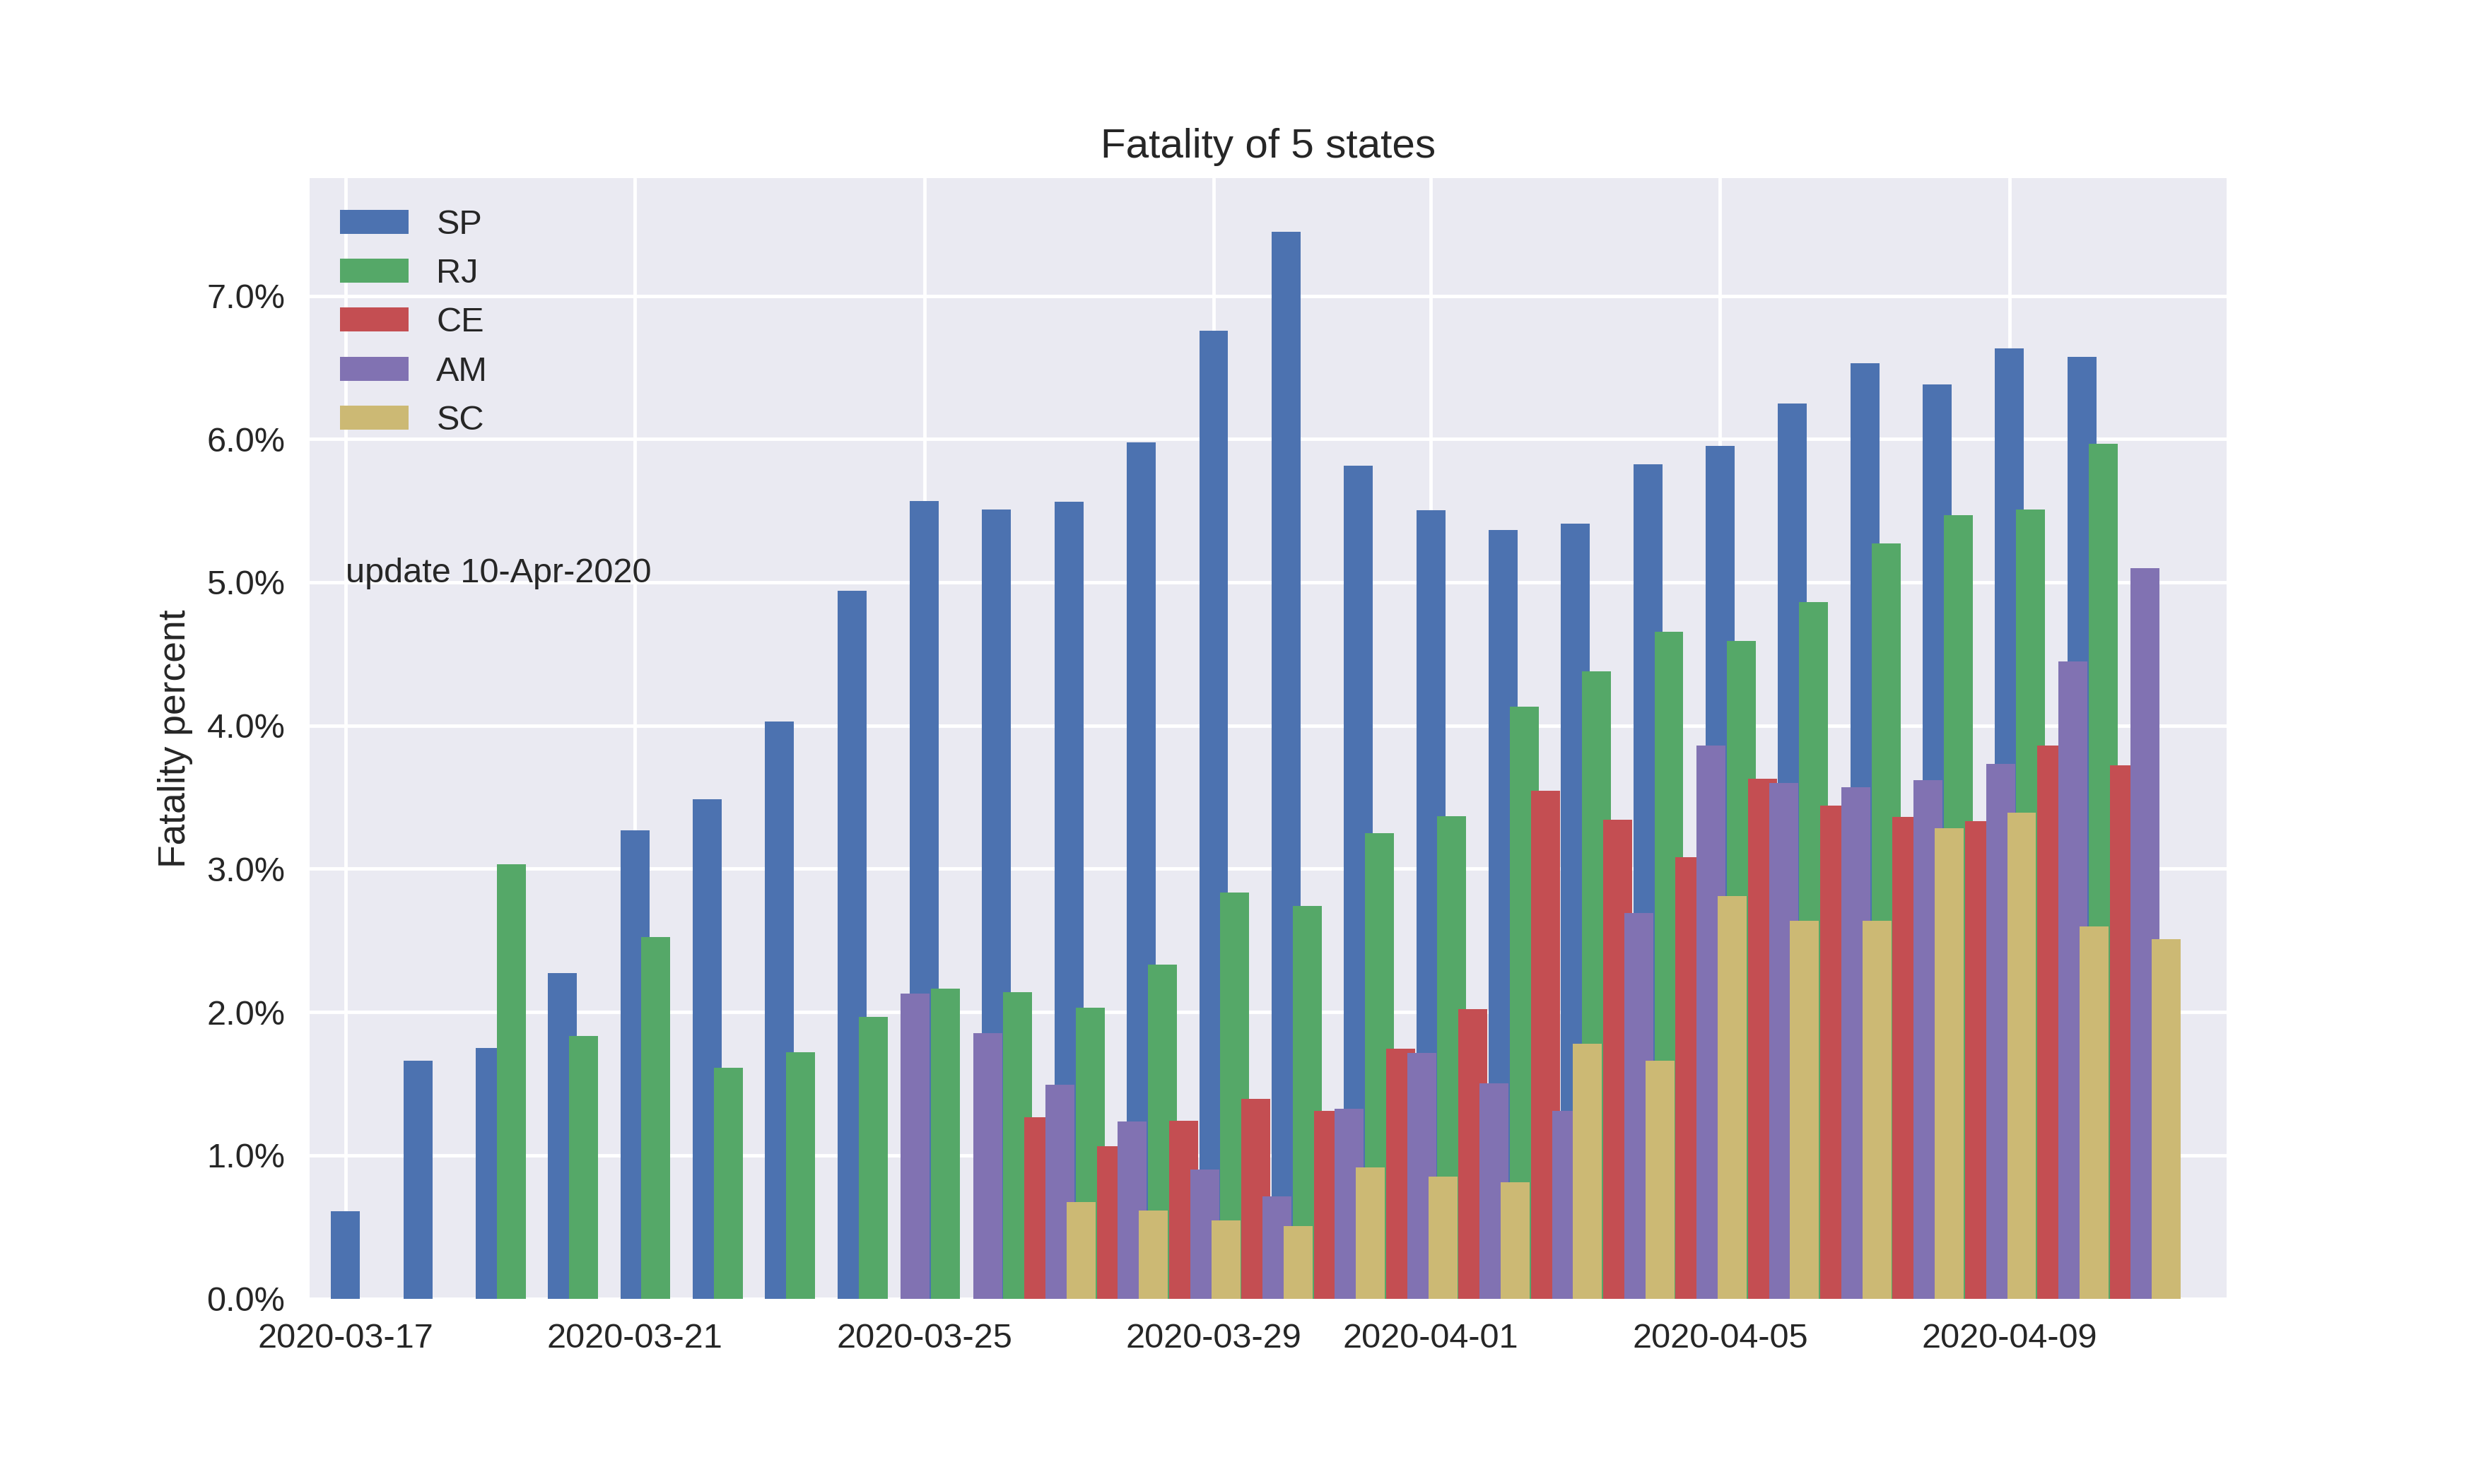 Fatality of 5 states
SP
RJ
CE
AM
SC
update 10-Apr-2020
Fatality percent
7.0%
6.0%
5.0%
4.0%
3.0%
2.0%
1.0%
0.0%
2020-03-17 2020-03-21 2020-03-25 2020-03-29 2020-04-01 2020-04-05 2020-04-09